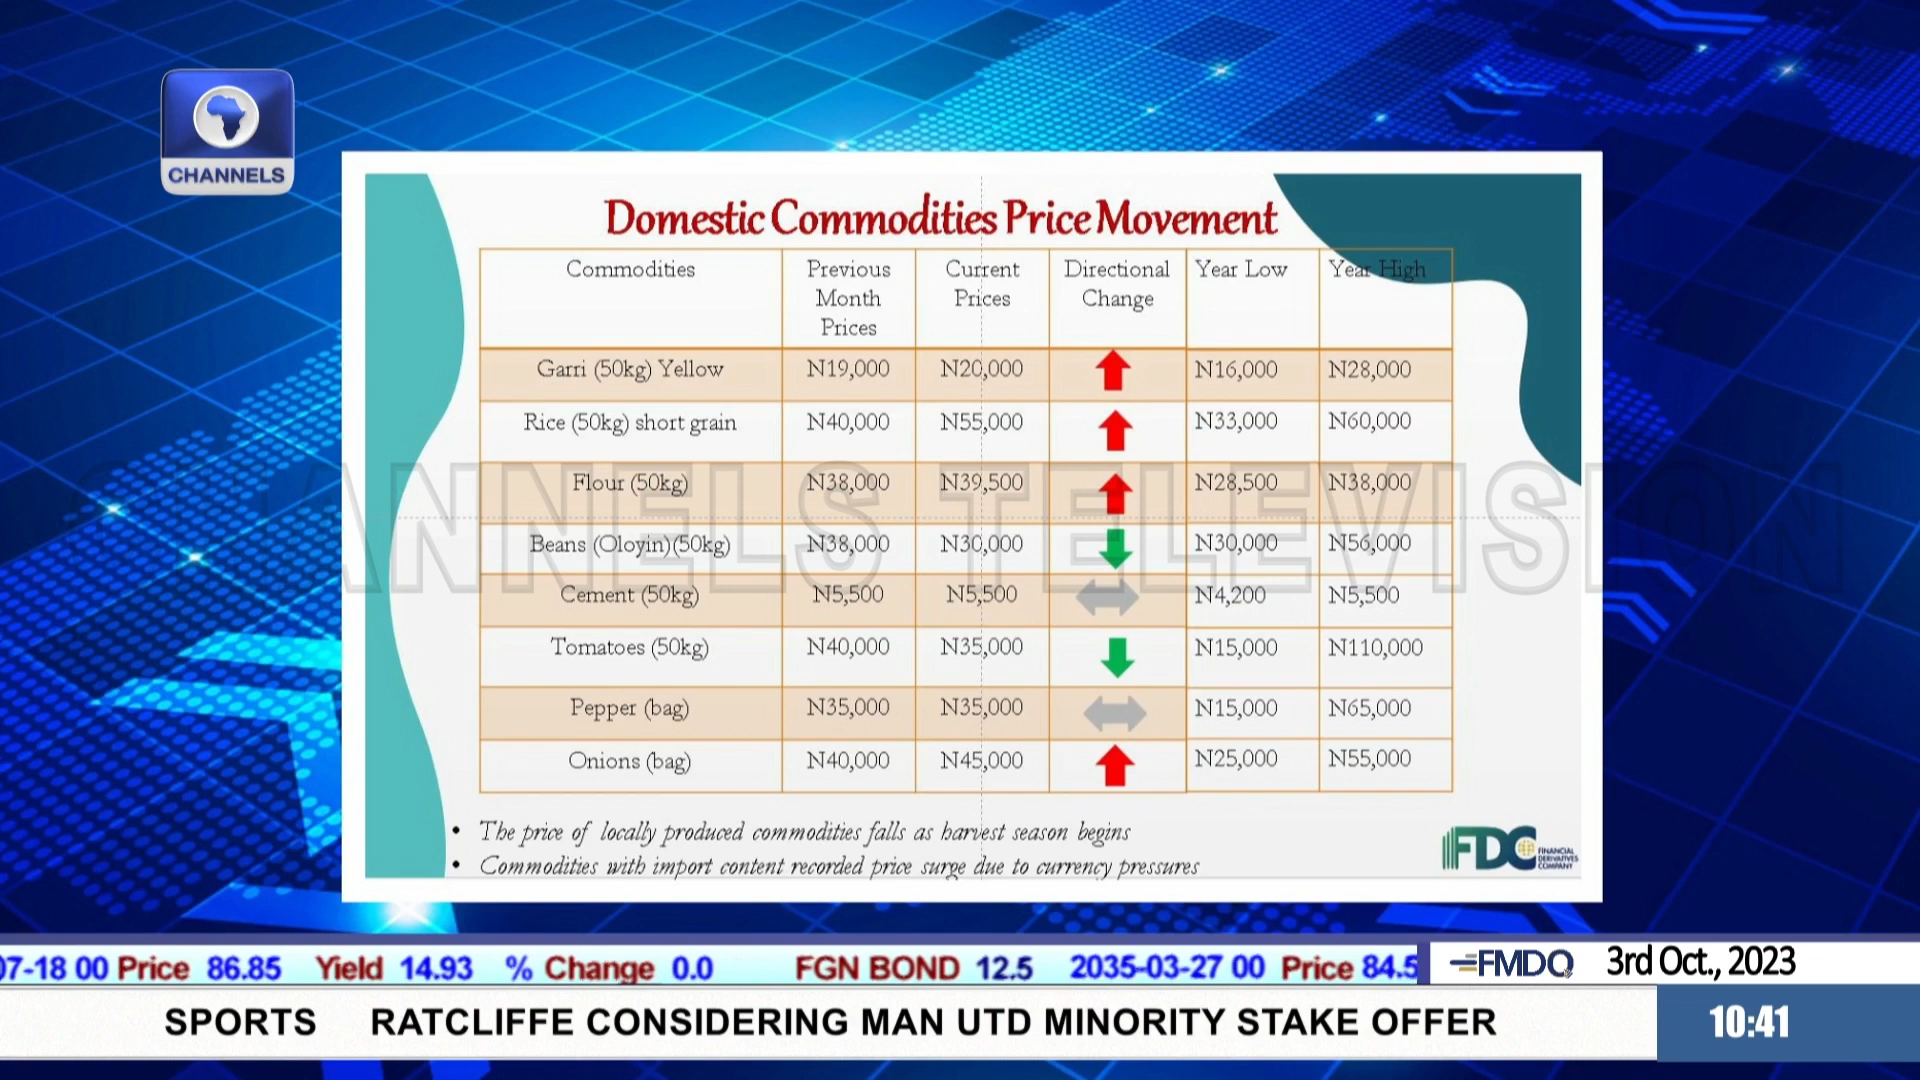 CHANNELS
Domestic Commodities Price Movement
Commodities Previous Month Prices Current Prices Directional Change Year Low Year High
Garri (50kg) Yellow N19,000 N20,000 N16,000 N28,000
Rice (50kg) short grain N40,000 N55,000 N33,000 N60,000
Flour (50kg) N38,000 N39,500 N28,500 N38,000
Beans (Oloyin)(50kg) N38,000 N30,000 N30,000 N56,000
Cement (50kg) N5,500 N5,500 N4,200 N5,500
Tomatoes (50kg) N40,000 N35,000 N15,000 N110,000
Pepper (bag) N35,000 N35,000 N15,000 N65,000
Onions (bag) N40,000 N45,000 N25,000 N55,000
CHANNELS TELEVISION
• The price of locally produced commodities falls as harvest season begins
• Commodities with import content recorded price surge due to currency pressures
FDC FINANCIAL DERIVATIVES COMPANY
07-18 00 Price 86.85 Yield 14.93 % Change 0.0 FGN BOND 12.5 2035-03-27 00 Price 84.5
FMDQ 3rd Oct., 2023
SPORTS RATCLIFFE CONSIDERING MAN UTD MINORITY STAKE OFFER
10:41